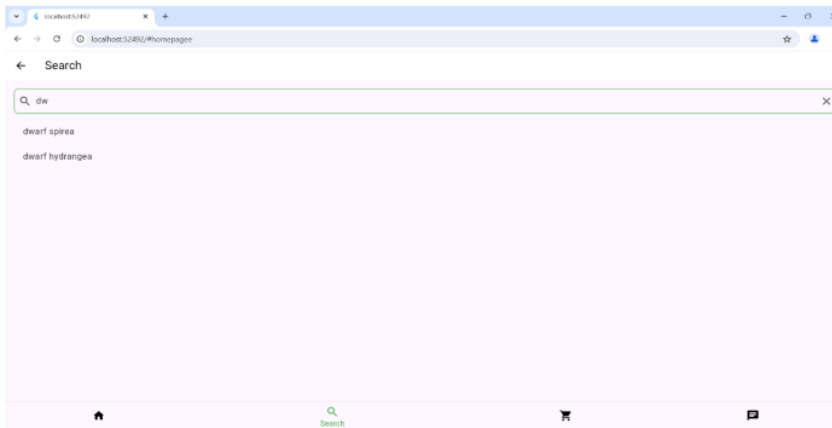 localhost:52492
localhost:52492/#homepagee
Search
dw
dwarf spirea
dwarf hydrangea
Search